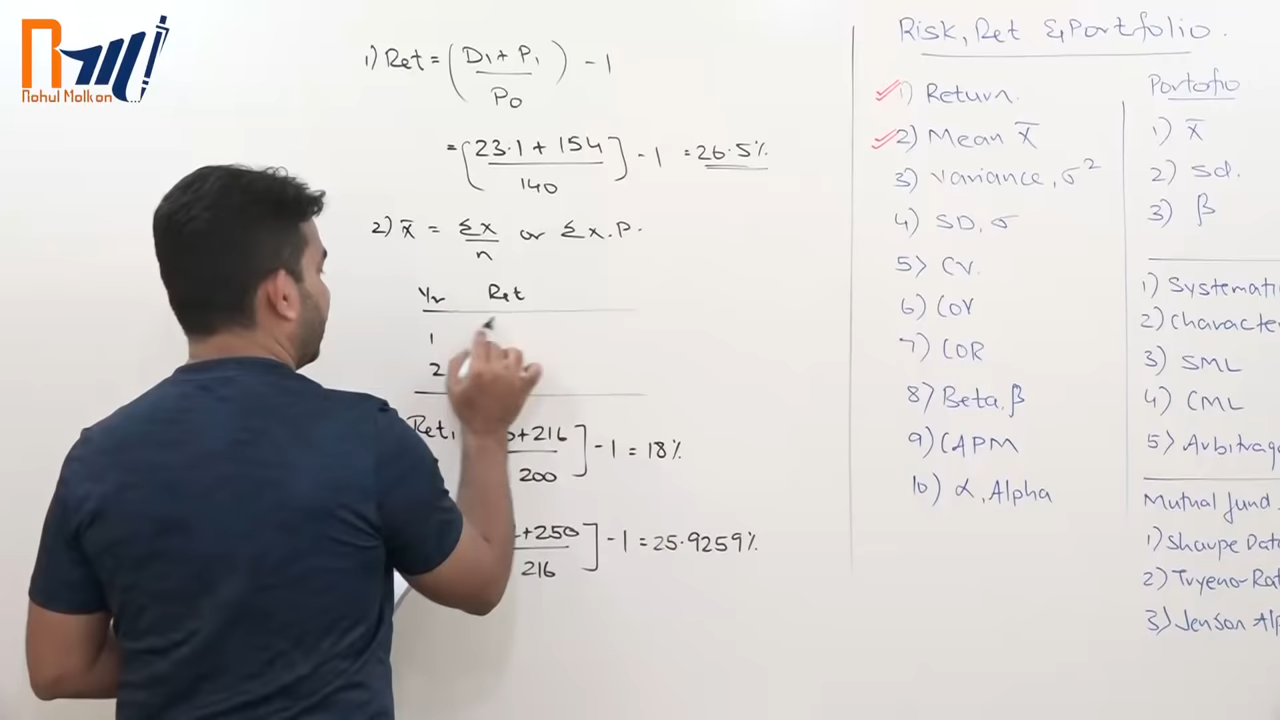 Rahul Malkan
1) Ret = ( D1 + P1 / P0 ) - 1
= [ 23.1 + 154 / 140 ] - 1 = 26.5%
2) x̄ = Σx / n or Σx.P.
Yr Ret
1
2
Ret1 +216 / 200 ] - 1 = 18%
+250 / 216 ] - 1 = 25.9259%
Risk, Ret & Portfolio.
1) Return.
2) Mean x̄
3) Variance, σ²
4) SD, σ
5) CV.
6) COV
7) COR
8) Beta, β
9) CAPM
10) α, Alpha
Portofio
1) x̄
2) Sd.
3) β
1) Systemati
2) Characte
3) SML
4) CML
5) Arbitrag
Mutual fund.
1) Sharpe Dat
2) Tryeno-Rat
3) Jenson Al